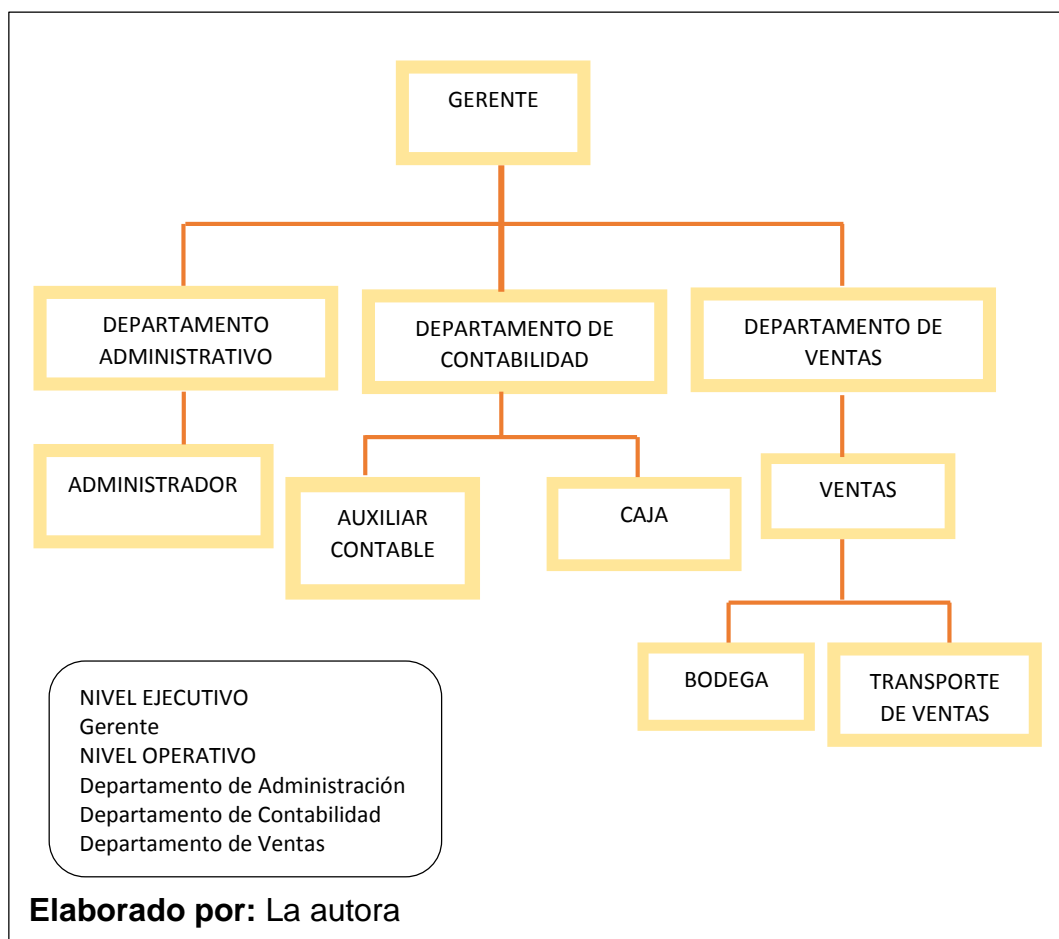 GERENTE
DEPARTAMENTO
ADMINISTRATIVO
DEPARTAMENTO DE
CONTABILIDAD
DEPARTAMENTO DE
VENTAS
ADMINISTRADOR
AUXILIAR
CONTABLE
CAJA
VENTAS
BODEGA
TRANSPORTE
DE VENTAS
NIVEL EJECUTIVO
Gerente
NIVEL OPERATIVO
Departamento de Administración
Departamento de Contabilidad
Departamento de Ventas
Elaborado por: La autora